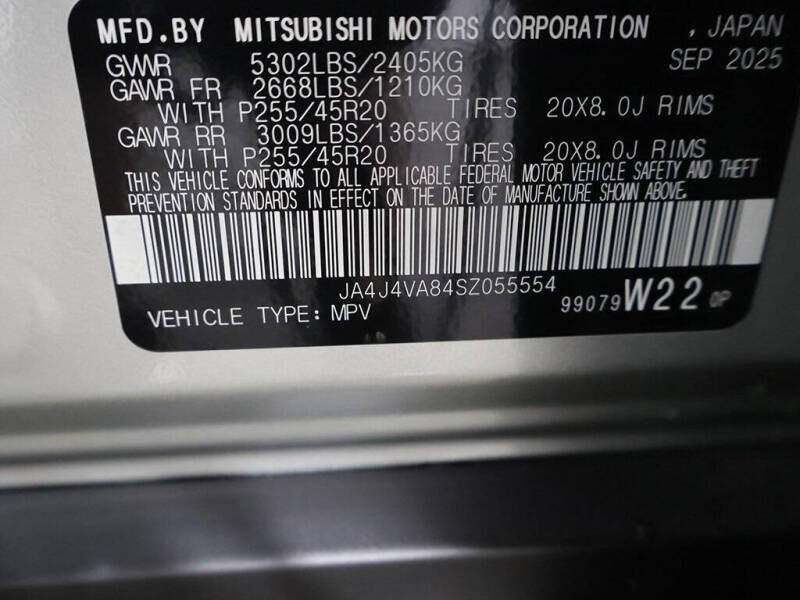 MFD.BY MITSUBISHI MOTORS CORPORATION , JAPAN
GVWR 5302LBS/2405KG SEP 2025
GAWR FR 2668LBS/1210KG
WITH P255/45R20 TIRES 20X8.0J RIMS
GAWR RR 3009LBS/1365KG
WITH P255/45R20 TIRES 20X8.0J RIMS
THIS VEHICLE CONFORMS TO ALL APPLICABLE FEDERAL MOTOR VEHICLE SAFETY AND THEFT
PREVENTION STANDARDS IN EFFECT ON THE DATE OF MANUFACTURE SHOWN ABOVE.
JA4J4VA84SZ055554
VEHICLE TYPE: MPV 99079 W22 0P